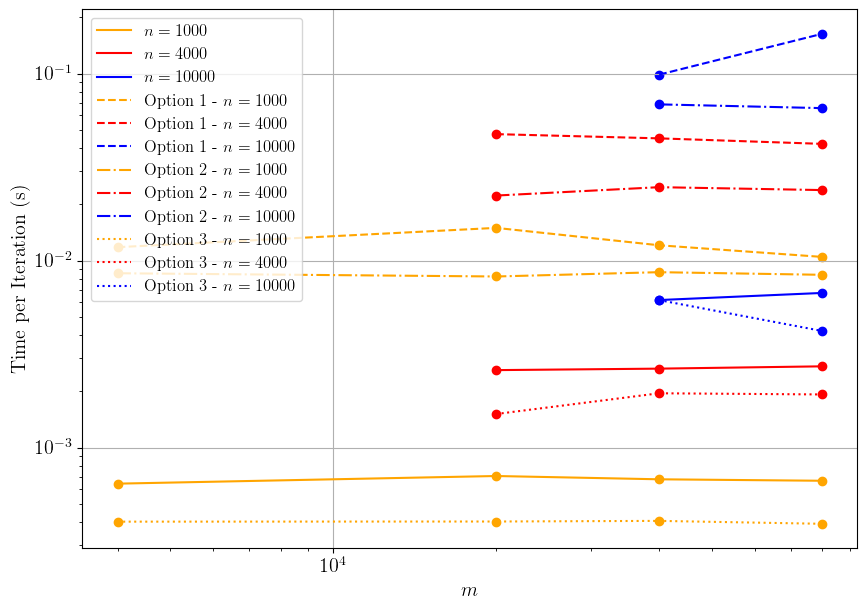 n = 1000
n = 4000
n = 10000
Option 1 - n = 1000
Option 1 - n = 4000
Option 1 - n = 10000
Option 2 - n = 1000
Option 2 - n = 4000
Option 2 - n = 10000
Option 3 - n = 1000
Option 3 - n = 4000
Option 3 - n = 10000
Time per Iteration (s)
10⁻¹
10⁻²
10⁻³
10⁴
m